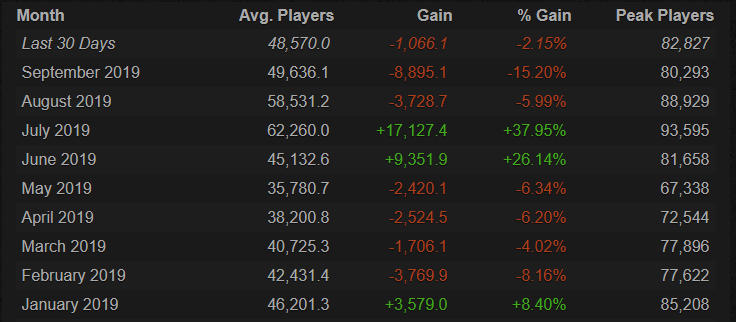 Month Avg. Players Gain % Gain Peak Players
Last 30 Days 48,570.0 -1,066.1 -2.15% 82,827
September 2019 49,636.1 -8,895.1 -15.20% 80,293
August 2019 58,531.2 -3,728.7 -5.99% 88,929
July 2019 62,260.0 +17,127.4 +37.95% 93,595
June 2019 45,132.6 +9,351.9 +26.14% 81,658
May 2019 35,780.7 -2,420.1 -6.34% 67,338
April 2019 38,200.8 -2,524.5 -6.20% 72,544
March 2019 40,725.3 -1,706.1 -4.02% 77,896
February 2019 42,431.4 -3,769.9 -8.16% 77,622
January 2019 46,201.3 +3,579.0 +8.40% 85,208